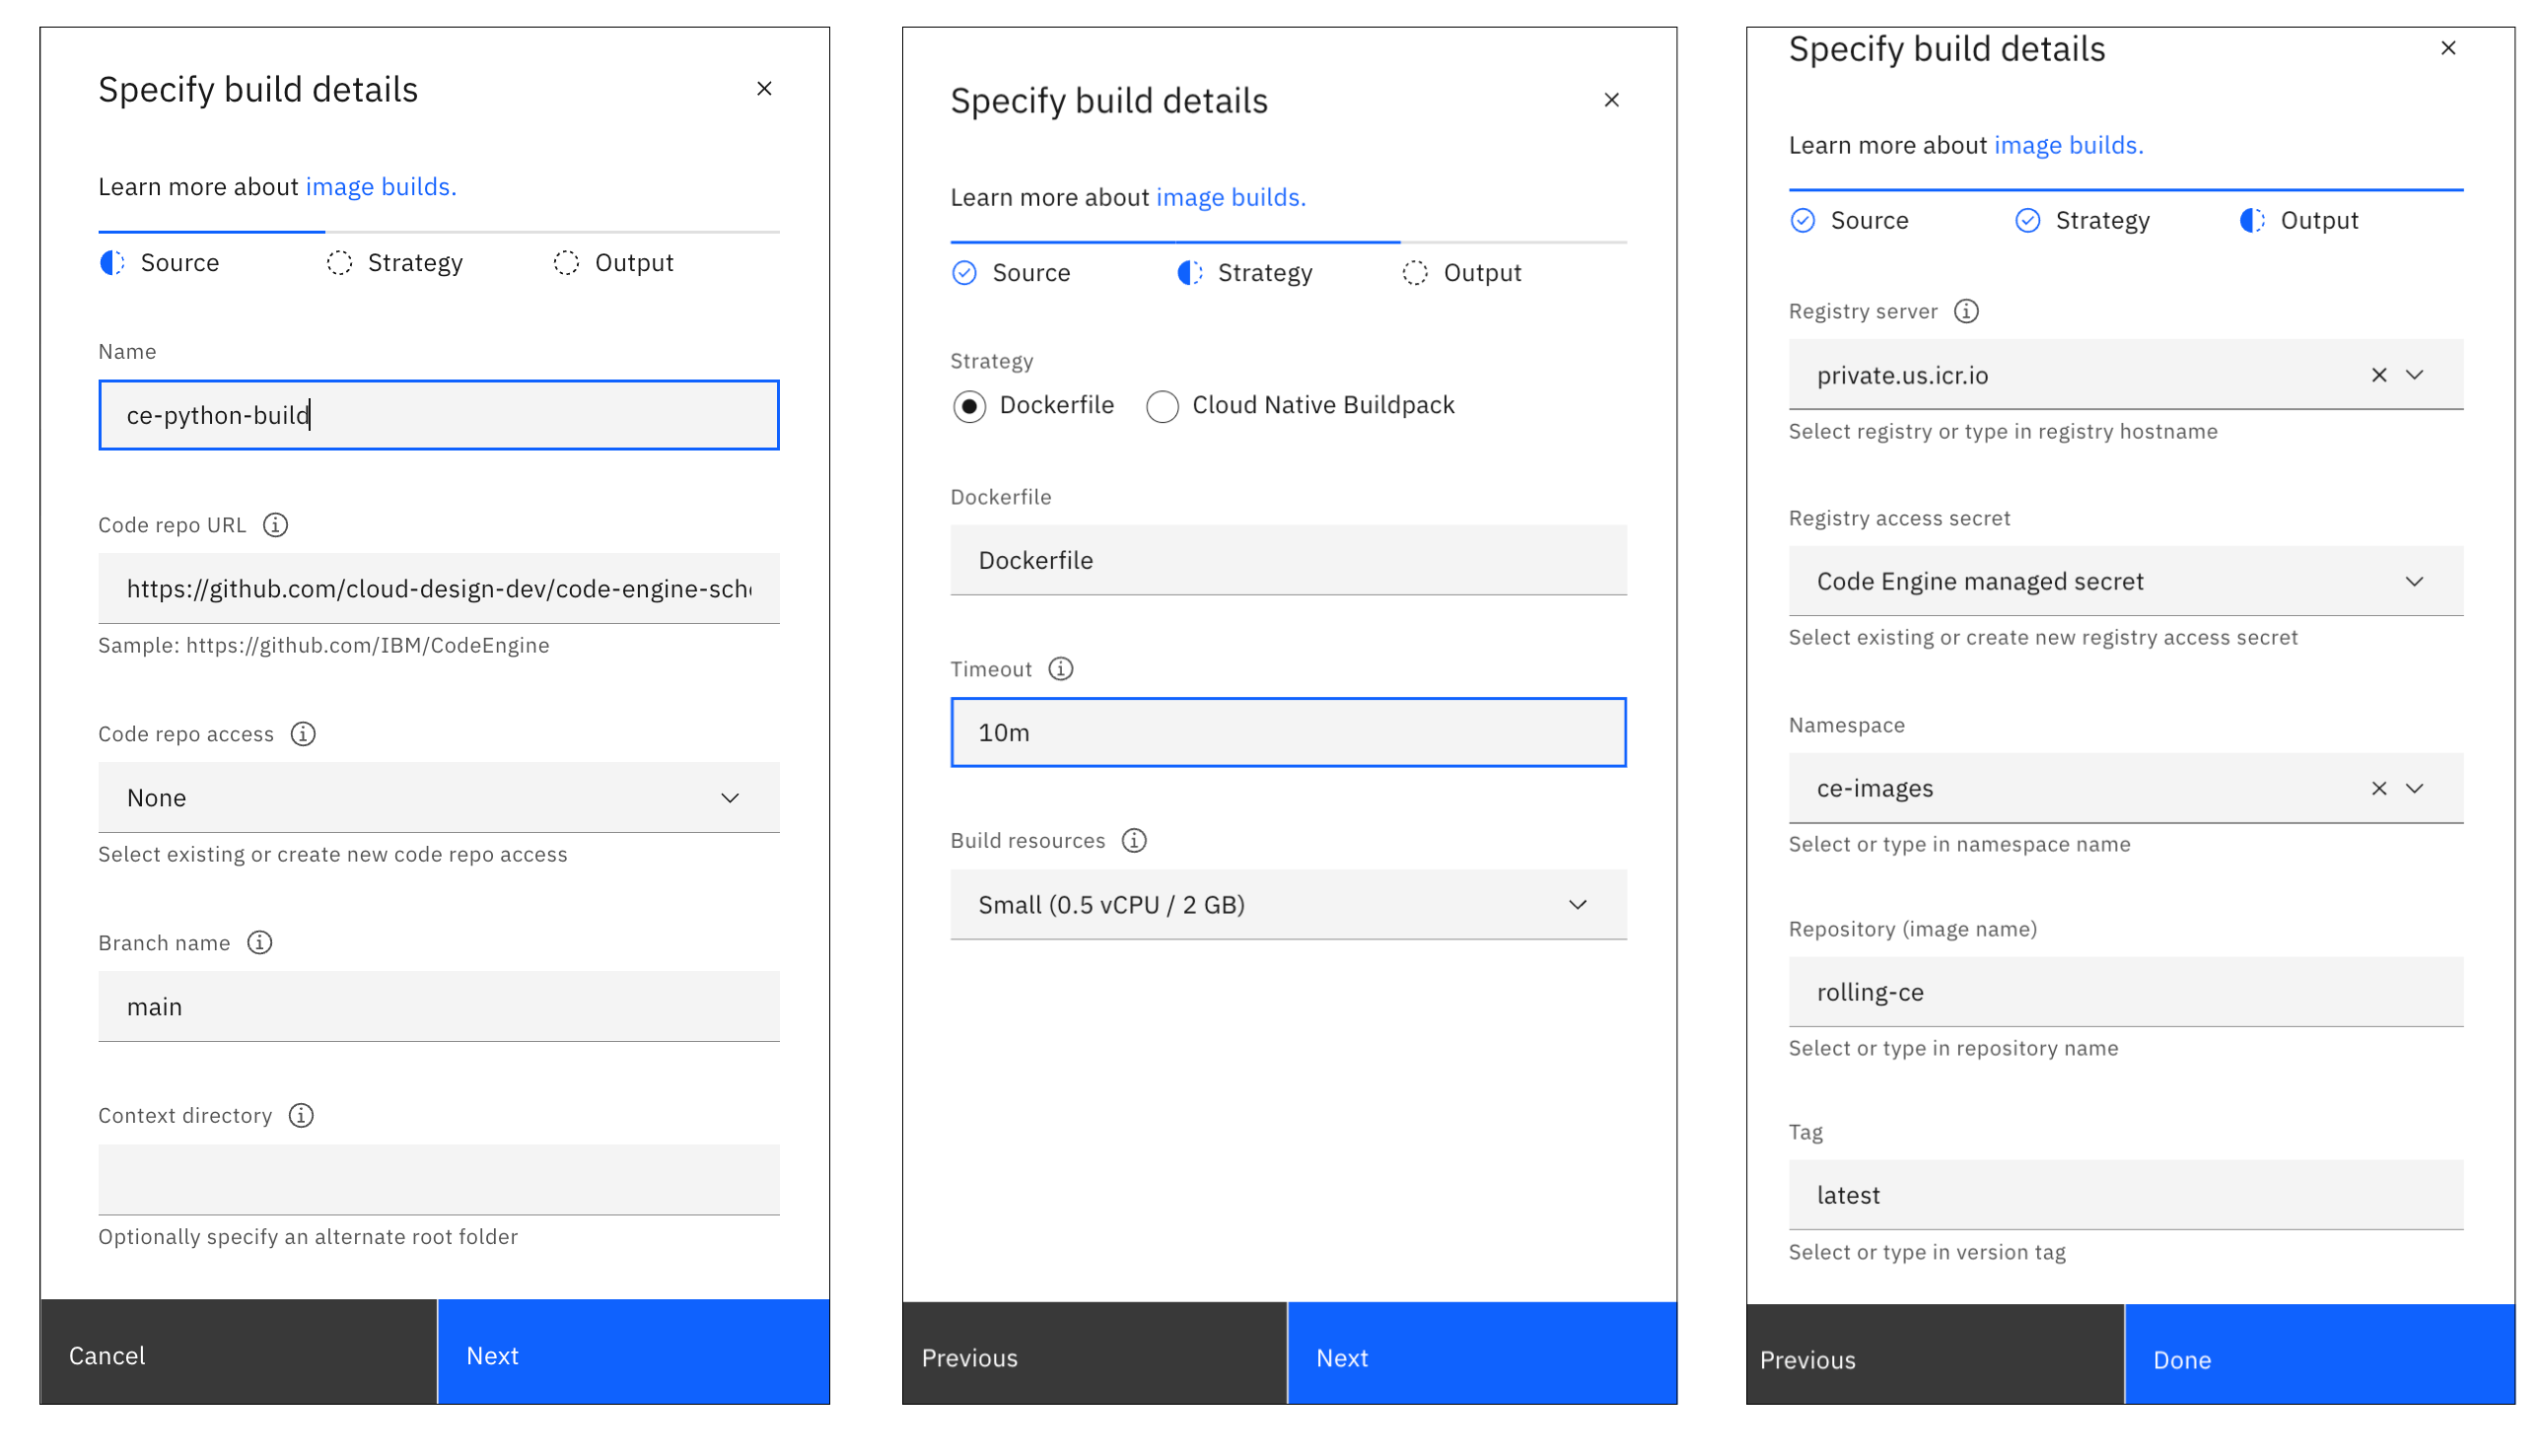 Specify build details
Learn more about image builds.
Source Strategy Output
Name
ce-python-build
Code repo URL
https://github.com/cloud-design-dev/code-engine-sch
Sample: https://github.com/IBM/CodeEngine
Code repo access
None
Select existing or create new code repo access
Branch name
main
Context directory
Optionally specify an alternate root folder
Cancel Next
Specify build details
Learn more about image builds.
Source Strategy Output
Strategy
Dockerfile Cloud Native Buildpack
Dockerfile
Dockerfile
Timeout
10m
Build resources
Small (0.5 vCPU / 2 GB)
Previous Next
Specify build details
Learn more about image builds.
Source Strategy Output
Registry server
private.us.icr.io
Select registry or type in registry hostname
Registry access secret
Code Engine managed secret
Select existing or create new registry access secret
Namespace
ce-images
Select or type in namespace name
Repository (image name)
rolling-ce
Select or type in repository name
Tag
latest
Select or type in version tag
Previous Done